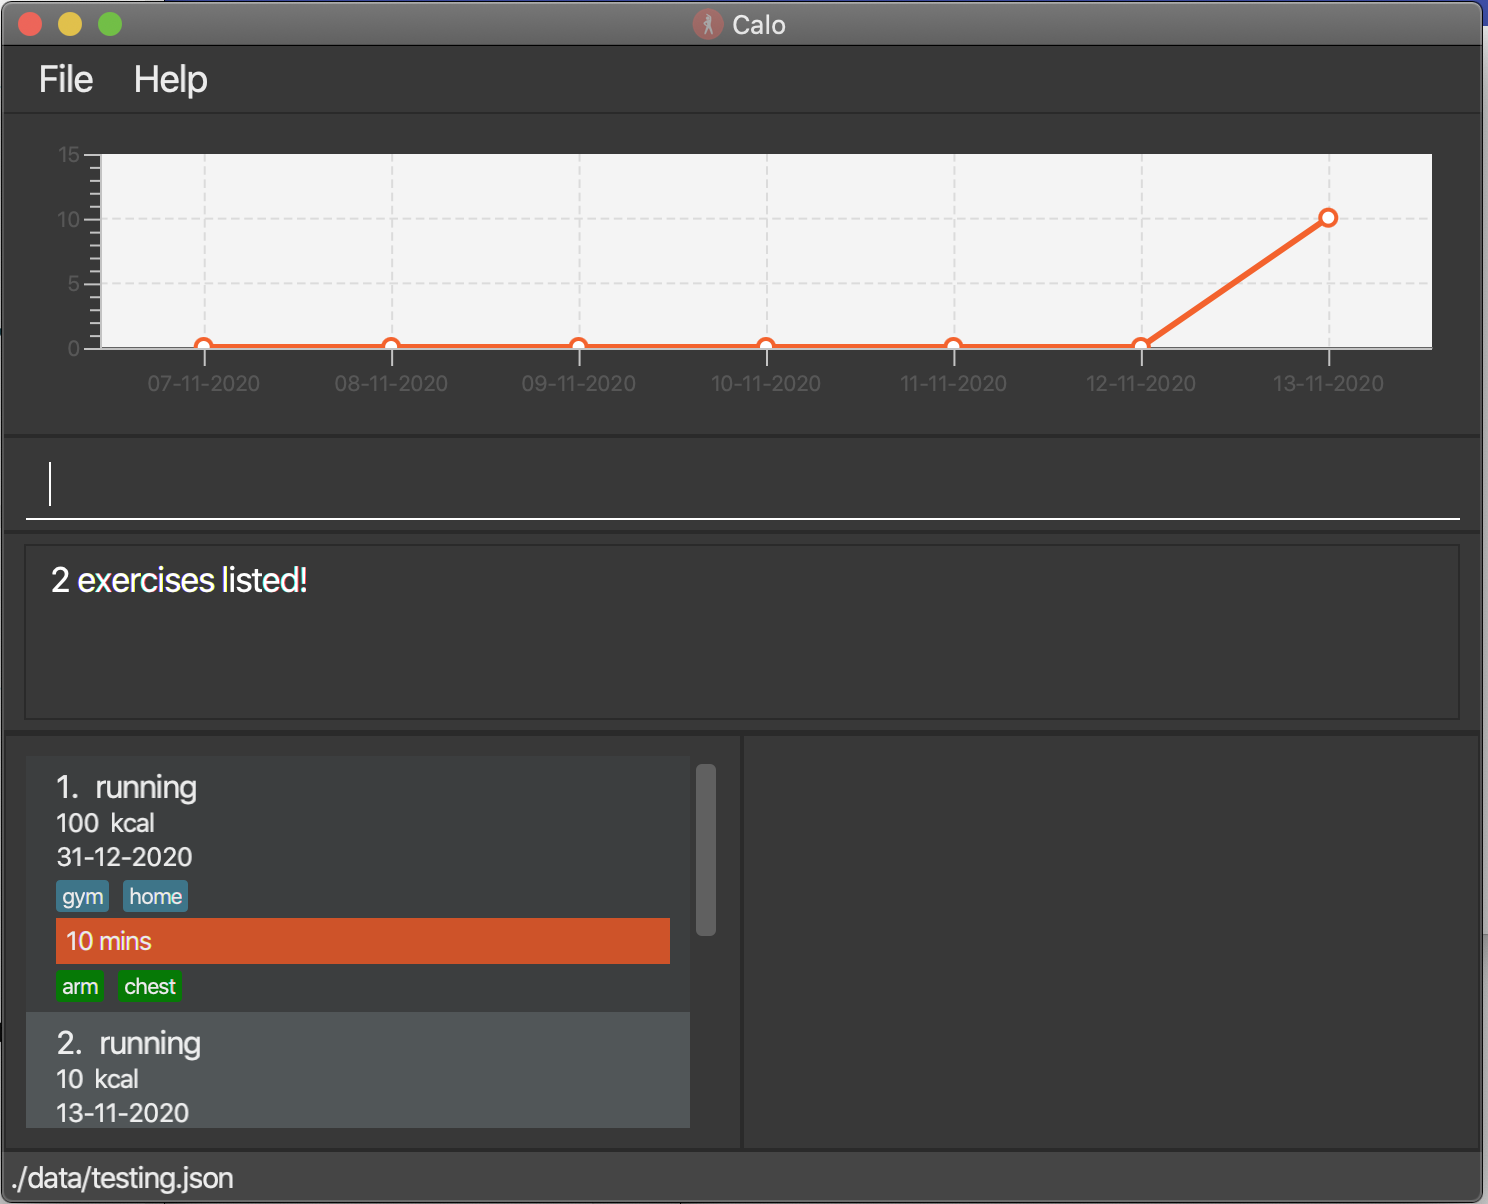 Calo
File Help
15
10
5
0
07-11-2020 08-11-2020 09-11-2020 10-11-2020 11-11-2020 12-11-2020 13-11-2020
2 exercises listed!
1. running
100 kcal
31-12-2020
gym home
10 mins
arm chest
2. running
10 kcal
13-11-2020
./data/testing.json